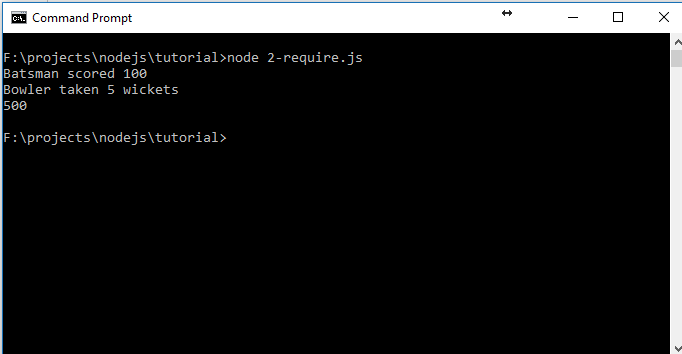 Command Prompt
F:\projects\nodejs\tutorial>node 2-require.js
Batsman scored 100
Bowler taken 5 wickets
500
F:\projects\nodejs\tutorial>